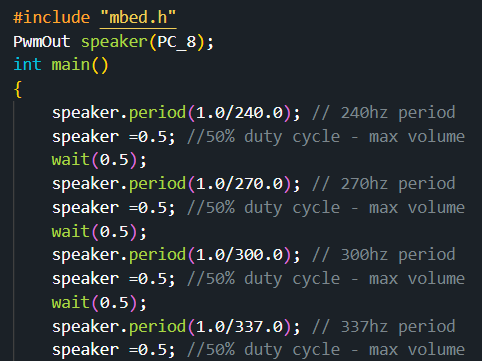 #include "mbed.h"
PwmOut speaker(PC_8);
int main()
{
speaker.period(1.0/240.0); // 240hz period
speaker =0.5; //50% duty cycle - max volume
wait(0.5);
speaker.period(1.0/270.0); // 270hz period
speaker =0.5; //50% duty cycle - max volume
wait(0.5);
speaker.period(1.0/300.0); // 300hz period
speaker =0.5; //50% duty cycle - max volume
wait(0.5);
speaker.period(1.0/337.0); // 337hz period
speaker =0.5; //50% duty cycle - max volume